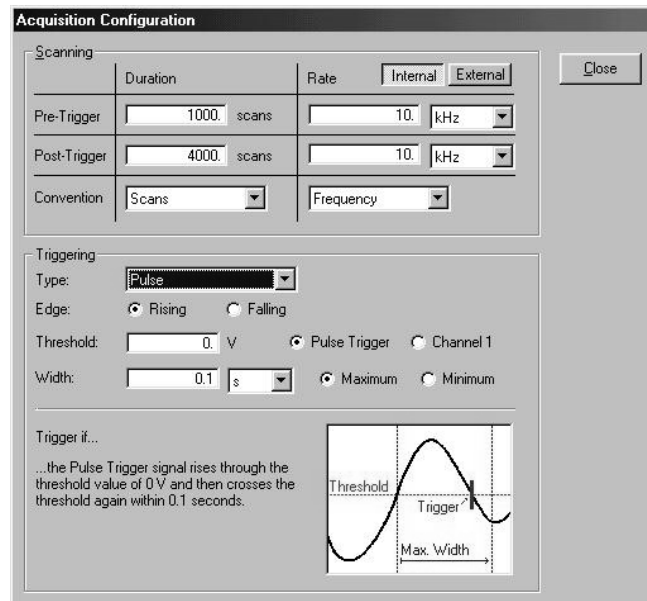 Acquisition Configuration
Scanning
Duration Rate Internal External
Close
Pre-Trigger 1000. scans 10. kHz
Post-Trigger 4000. scans 10. kHz
Convention Scans Frequency
Triggering
Type: Pulse
Edge: Rising Falling
Threshold: 0. V Pulse Trigger Channel 1
Width: 0.1 s Maximum Minimum
Trigger if...
...the Pulse Trigger signal rises through the
threshold value of 0 V and then crosses the
threshold again within 0.1 seconds.
Threshold
Trigger
Max. Width